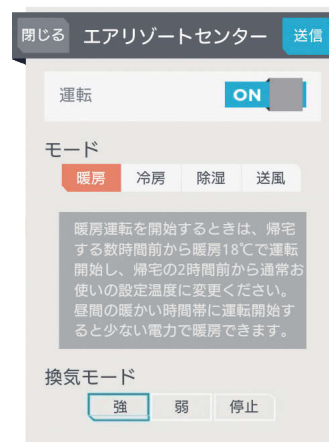 閉じる エアリゾートセンター 送信
運転 ON
モード
暖房 冷房 除湿 送風
暖房運転を開始するときは、帰宅
する数時間前から暖房18℃で運転
開始し、帰宅の2時間前から通常お
使いの設定温度に変更ください。
昼間の暖かい時間帯に運転開始す
ると少ない電力で暖房できます。
換気モード
強 弱 停止